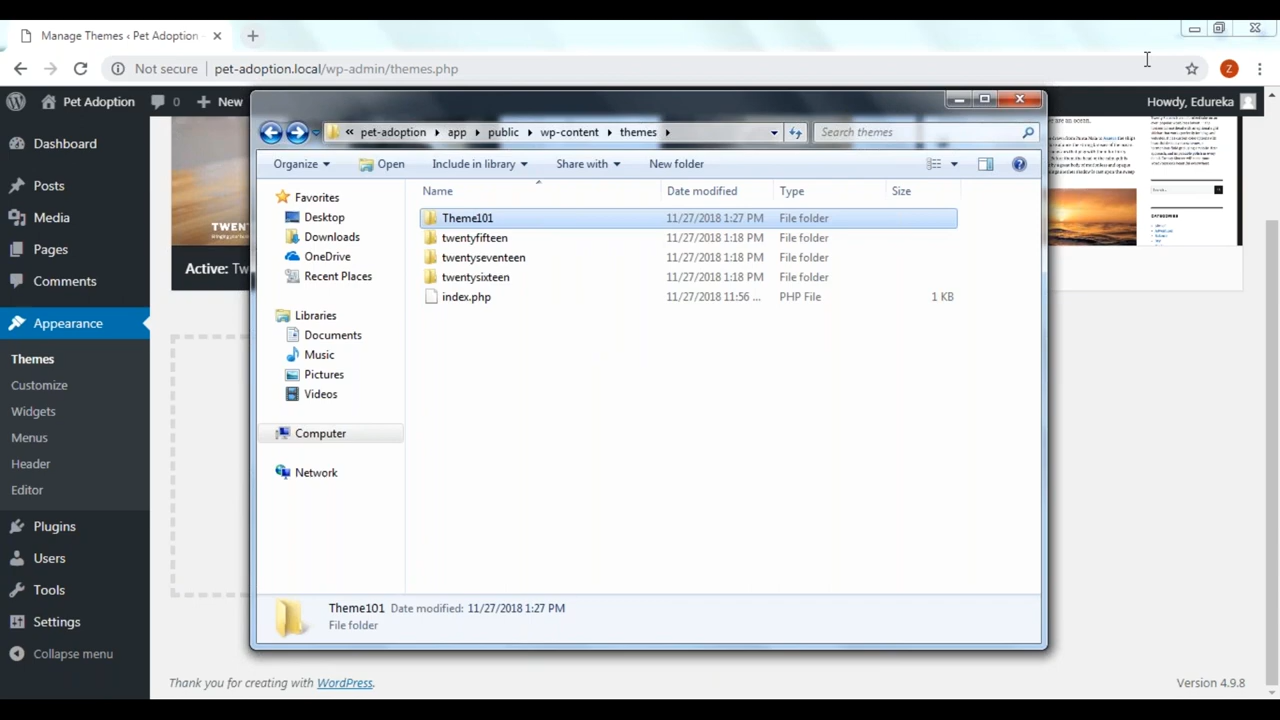 Manage Themes ‹ Pet Adoption
Not secure pet-adoption.local/wp-admin/themes.php
Z
Pet Adoption 0 New Howdy, Edureka
Dashboard
Posts
Media
Pages
Comments
Appearance
Themes
Customize
Widgets
Menus
Header
Editor
Plugins
Users
Tools
Settings
Collapse menu
TWEN
Active: Tw
pet-adoption app public wp-content themes
Search themes
Organize Open Include in library Share with New folder
Name Date modified Type Size
Theme101 11/27/2018 1:27 PM File folder
twentyfifteen 11/27/2018 1:18 PM File folder
twentyseventeen 11/27/2018 1:18 PM File folder
twentysixteen 11/27/2018 1:18 PM File folder
index.php 11/27/2018 11:56 ... PHP File 1 KB
Favorites
Desktop
Downloads
OneDrive
Recent Places
Libraries
Documents
Music
Pictures
Videos
Computer
Network
Theme101 Date modified: 11/27/2018 1:27 PM
File folder
CATEGORIES
Thank you for creating with WordPress.
Version 4.9.8